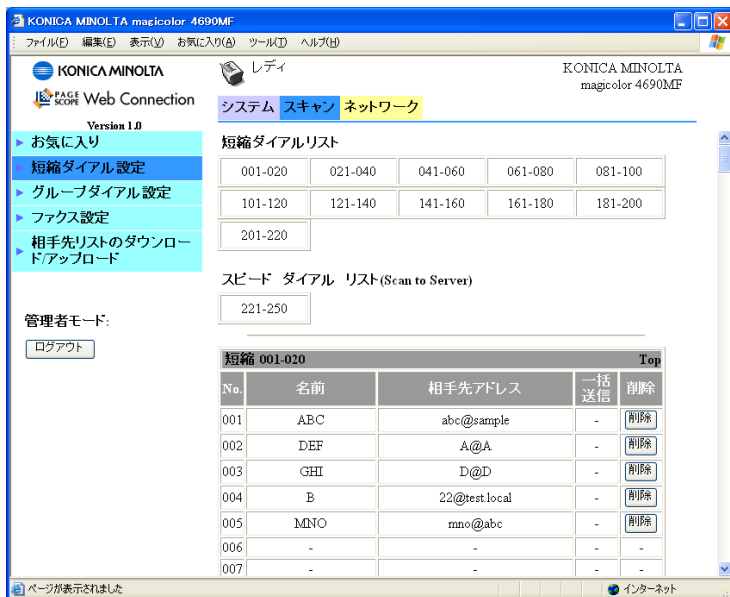 KONICA MINOLTA magicolor 4690MF
ファイル(F) 編集(E) 表示(V) お気に入り(A) ツール(T) ヘルプ(H)
KONICA MINOLTA
レディ
KONICA MINOLTA
magicolor 4690MF
PAGE SCOPE Web Connection
Version 1.0
システム スキャン ネットワーク
お気に入り
短縮ダイアル設定
グループダイアル設定
ファクス設定
相手先リストのダウンロー
ド/アップロード
管理者モード:
ログアウト
短縮ダイアルリスト
001-020 021-040 041-060 061-080 081-100
101-120 121-140 141-160 161-180 181-200
201-220
スピード ダイアル リスト(Scan to Server)
221-250
短縮 001-020 Top
No. 名前 相手先アドレス 一括送信 削除
001 ABC abc@sample - 削除
002 DEF A@A - 削除
003 GHI D@D - 削除
004 B 22@test.local - 削除
005 MNO mno@abc - 削除
006 - - - -
007 - - - -
ページが表示されました インターネット